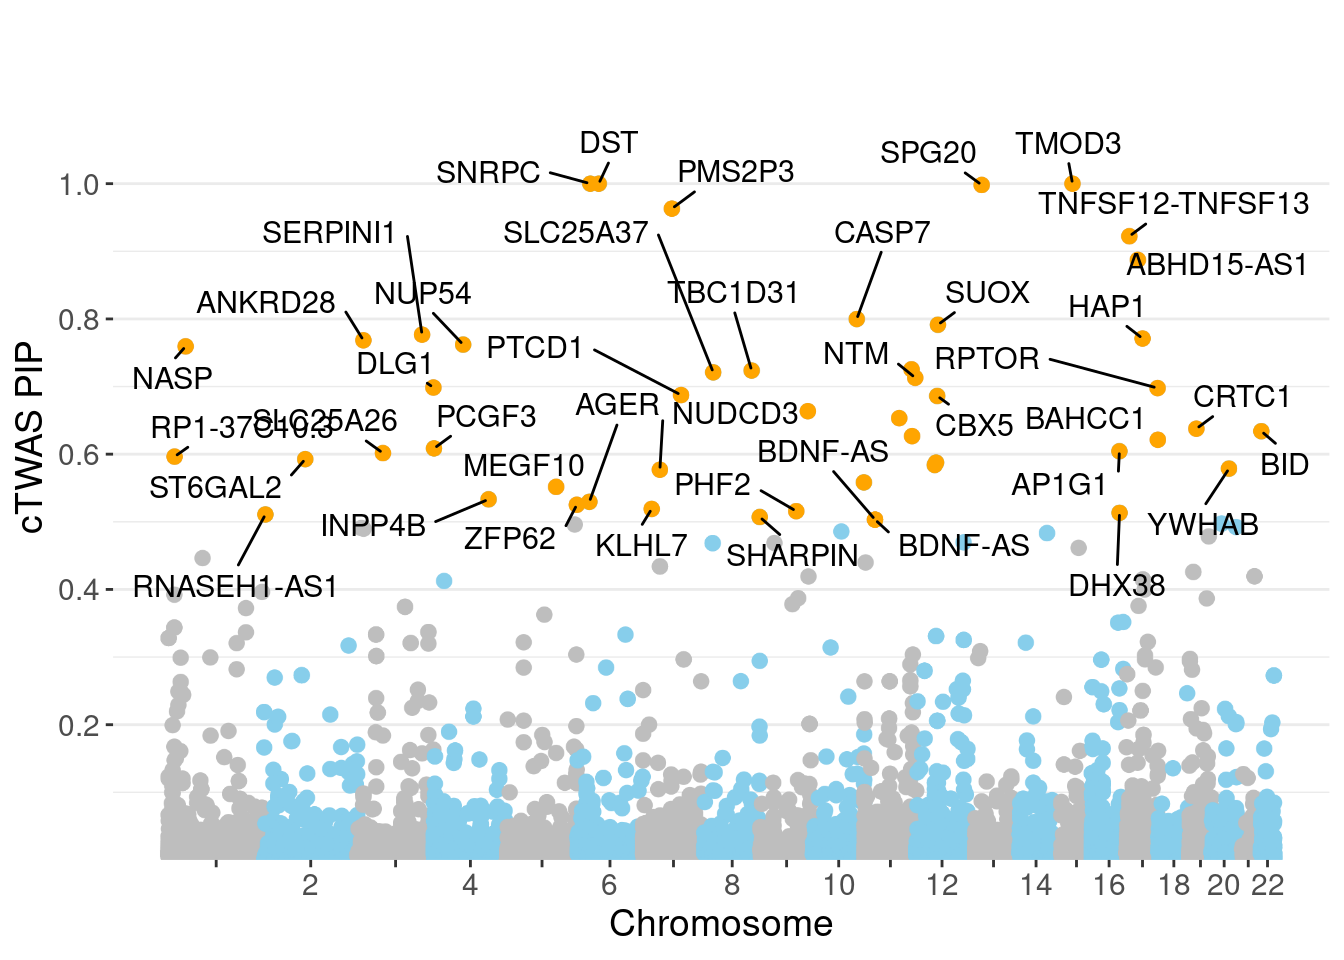 DST
TMOD3
SPG20
SNRPC
PMS2P3
1.0
TNFSF12-TNFSF13
SERPINI1
SLC25A37
CASP7
ABHD15-AS1
NUP54
TBC1D31
SUOX
ANKRD28
HAP1
0.8
PTCD1
NTM
RPTOR
DLG1
NASP
CRTC1
AGER
NUDCD3
PCGF3
SLC25A26
RP1-37C10.3
CBX5
BAHCC1
0.6
BDNF-AS
MEGF10
BID
ST6GAL2
PHF2
AP1G1
INPP4B
YWHAB
ZFP62
KLHL7
BDNF-AS
SHARPIN
RNASEH1-AS1
DHX38
0.4
0.2
cTWAS PIP
2 4 6 8 10 12 14 16 18 20 22
Chromosome